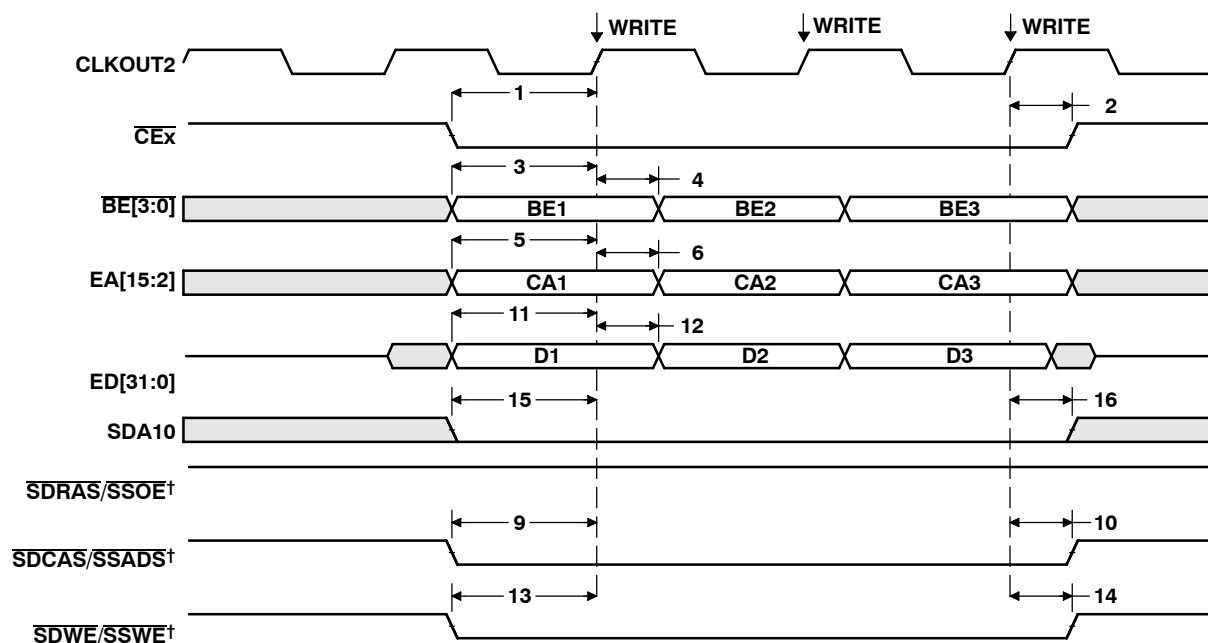 WRITE WRITE WRITE
CLKOUT2
1 2
CEx
3 4
BE[3:0] BE1 BE2 BE3
5 6
EA[15:2] CA1 CA2 CA3
11 12
D1 D2 D3
ED[31:0]
15 16
SDA10
SDRAS/SSOE†
9 10
SDCAS/SSADS†
13 14
SDWE/SSWE†